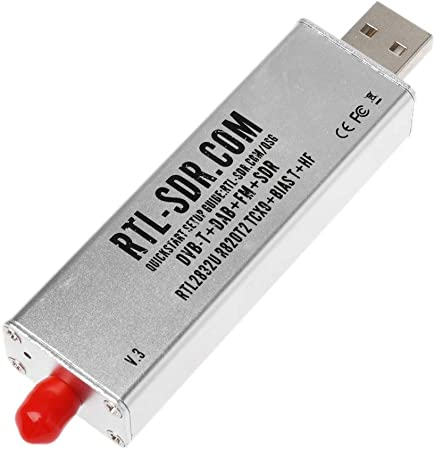 RTL-SDR.COM
QUICKSTART SETUP GUIDE:RTL-SDR.COM/QSG
DVB-T+DAB+FM+SDR
RTL2832U R820T2 TCXO+BIAS T+HF
V.3
CE FC